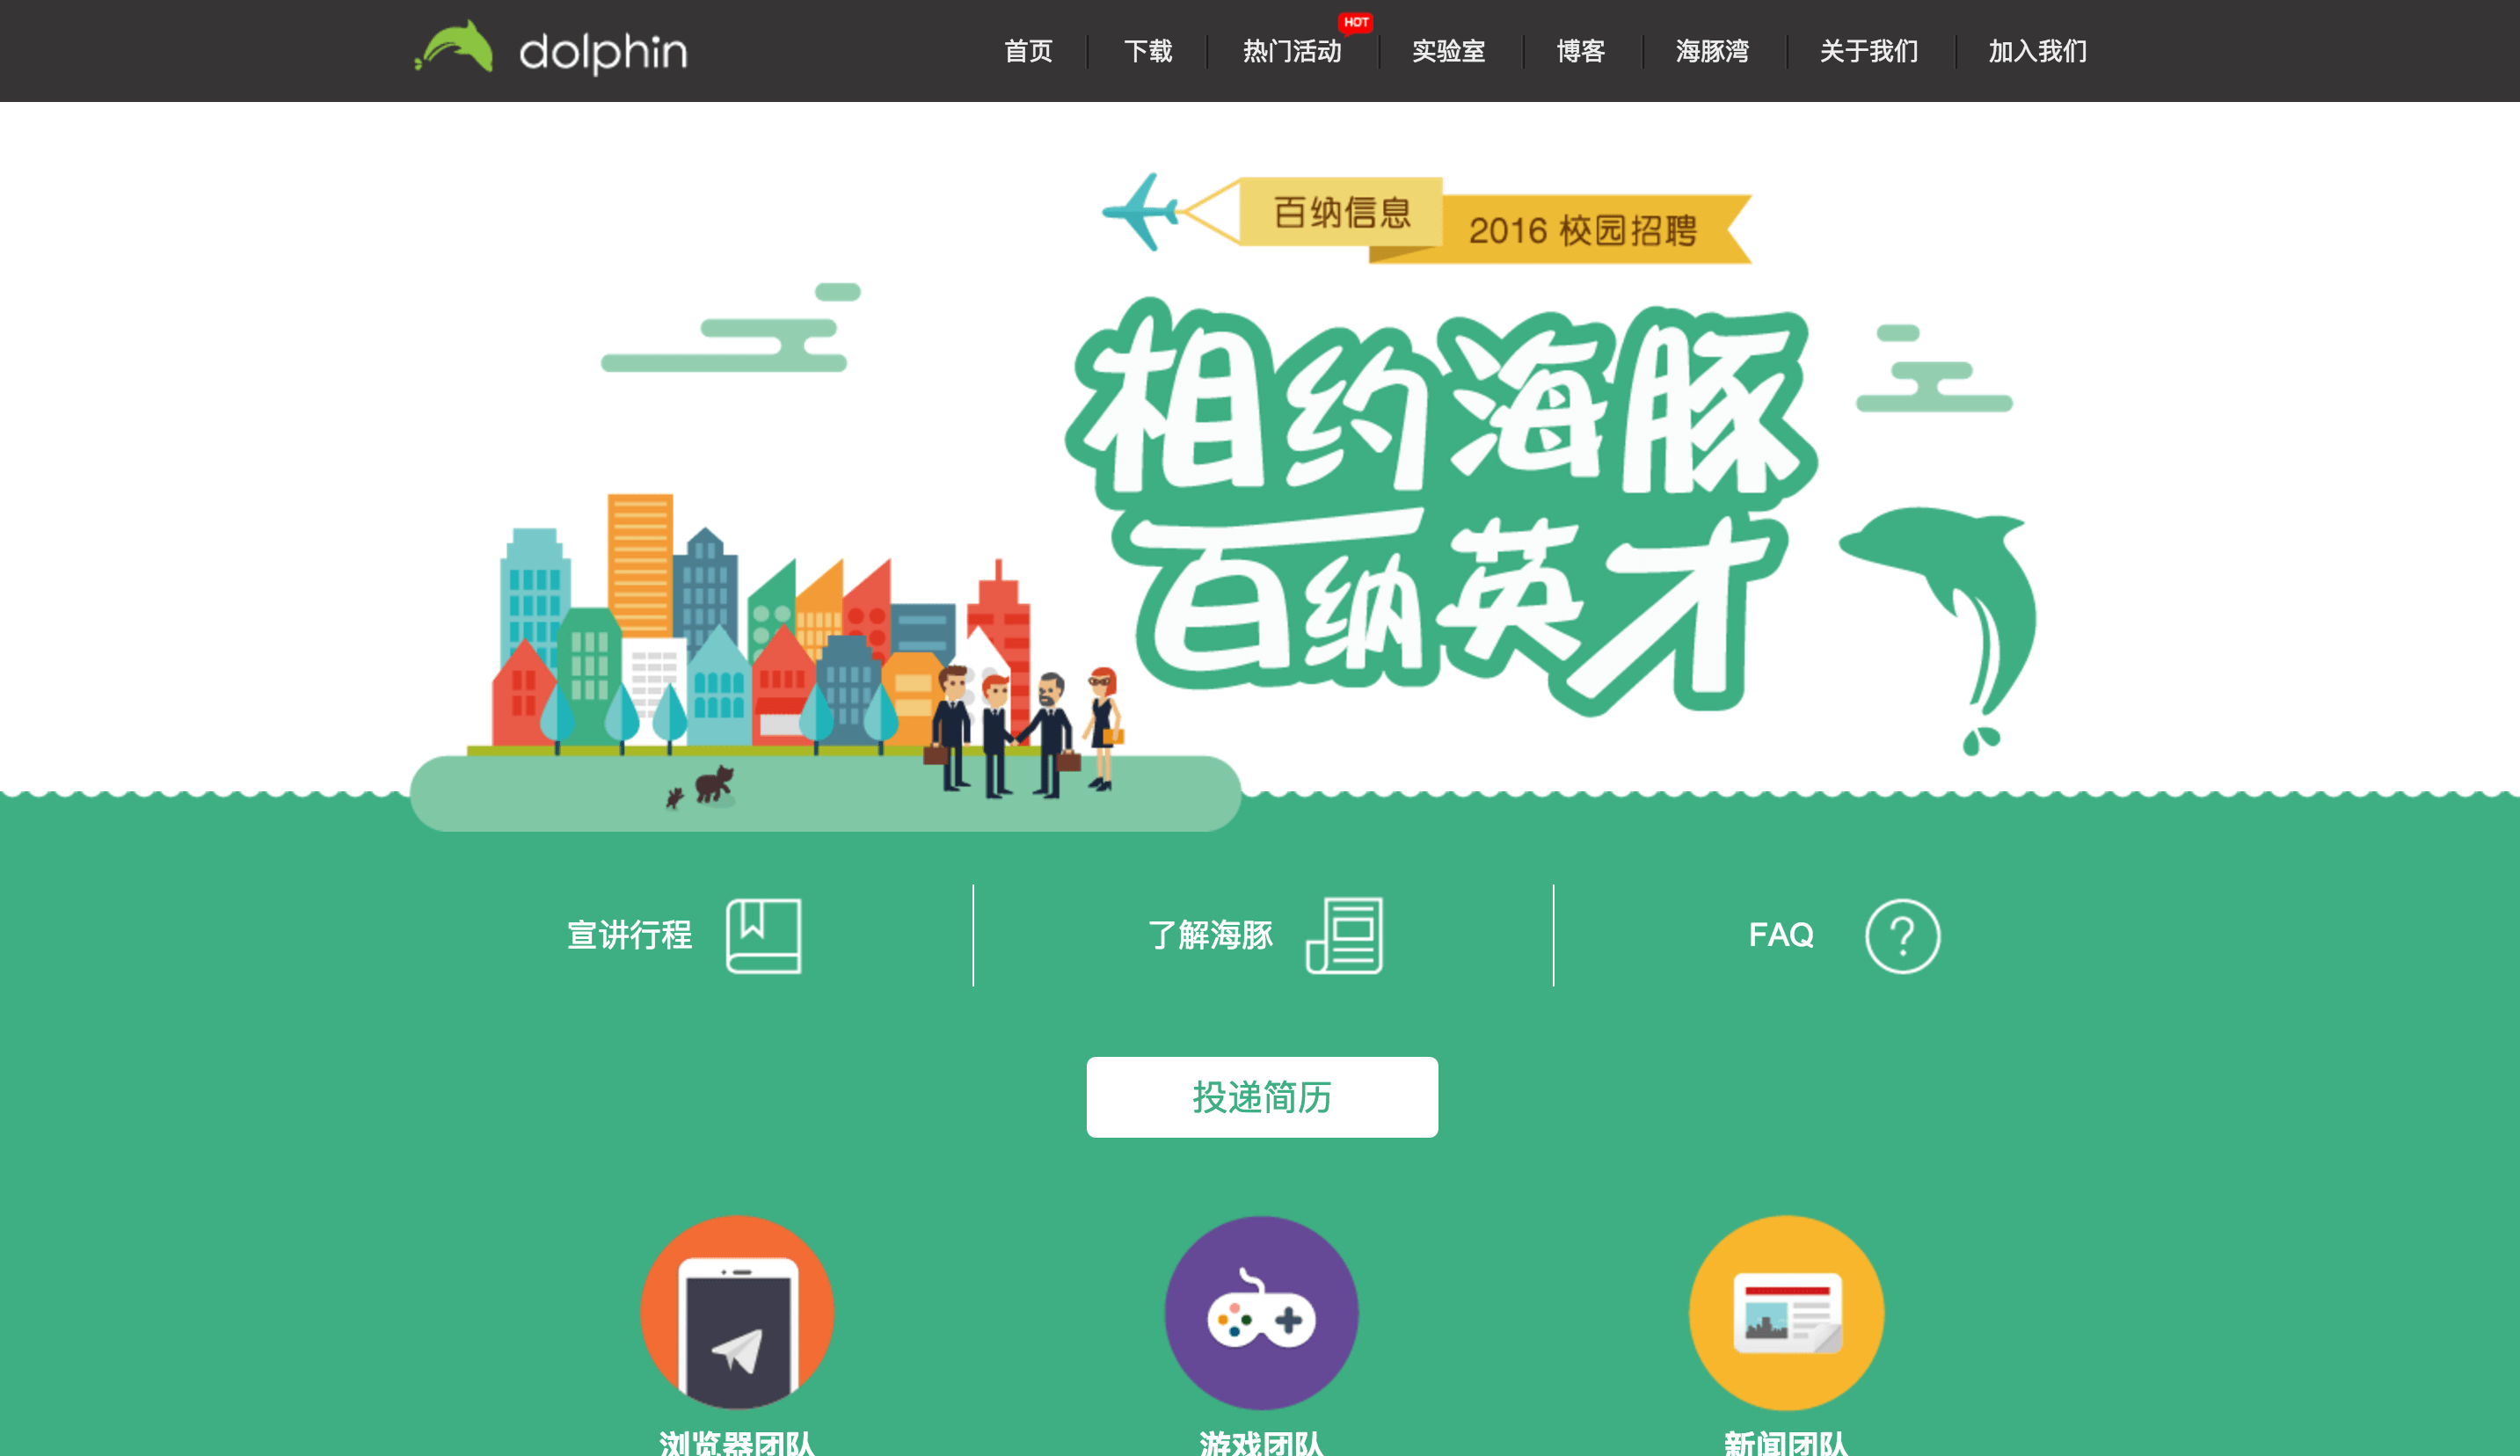 dolphin
首页
下载
热门活动
HOT
实验室
博客
海豚湾
关于我们
加入我们
百纳信息
2016 校园招聘
相约海豚
百纳英才
宣讲行程
了解海豚
FAQ
投递简历
浏览器团队
游戏团队
新闻团队